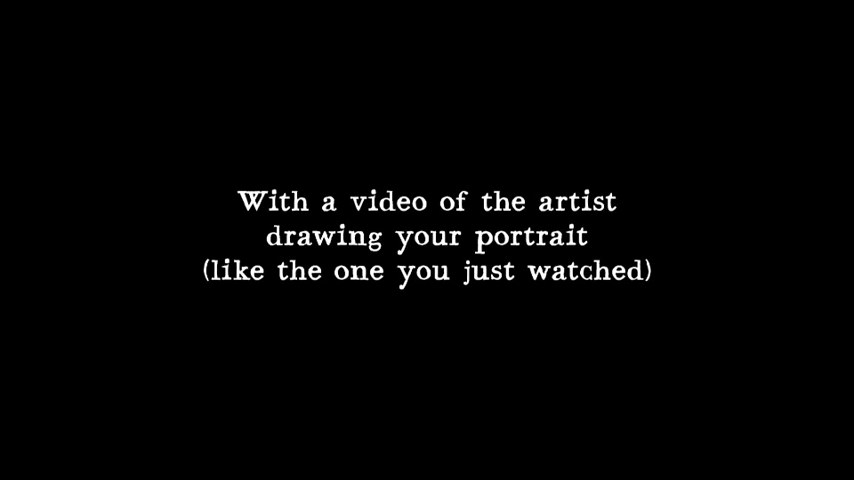 With a video of the artist
drawing your portrait
(like the one you just watched)